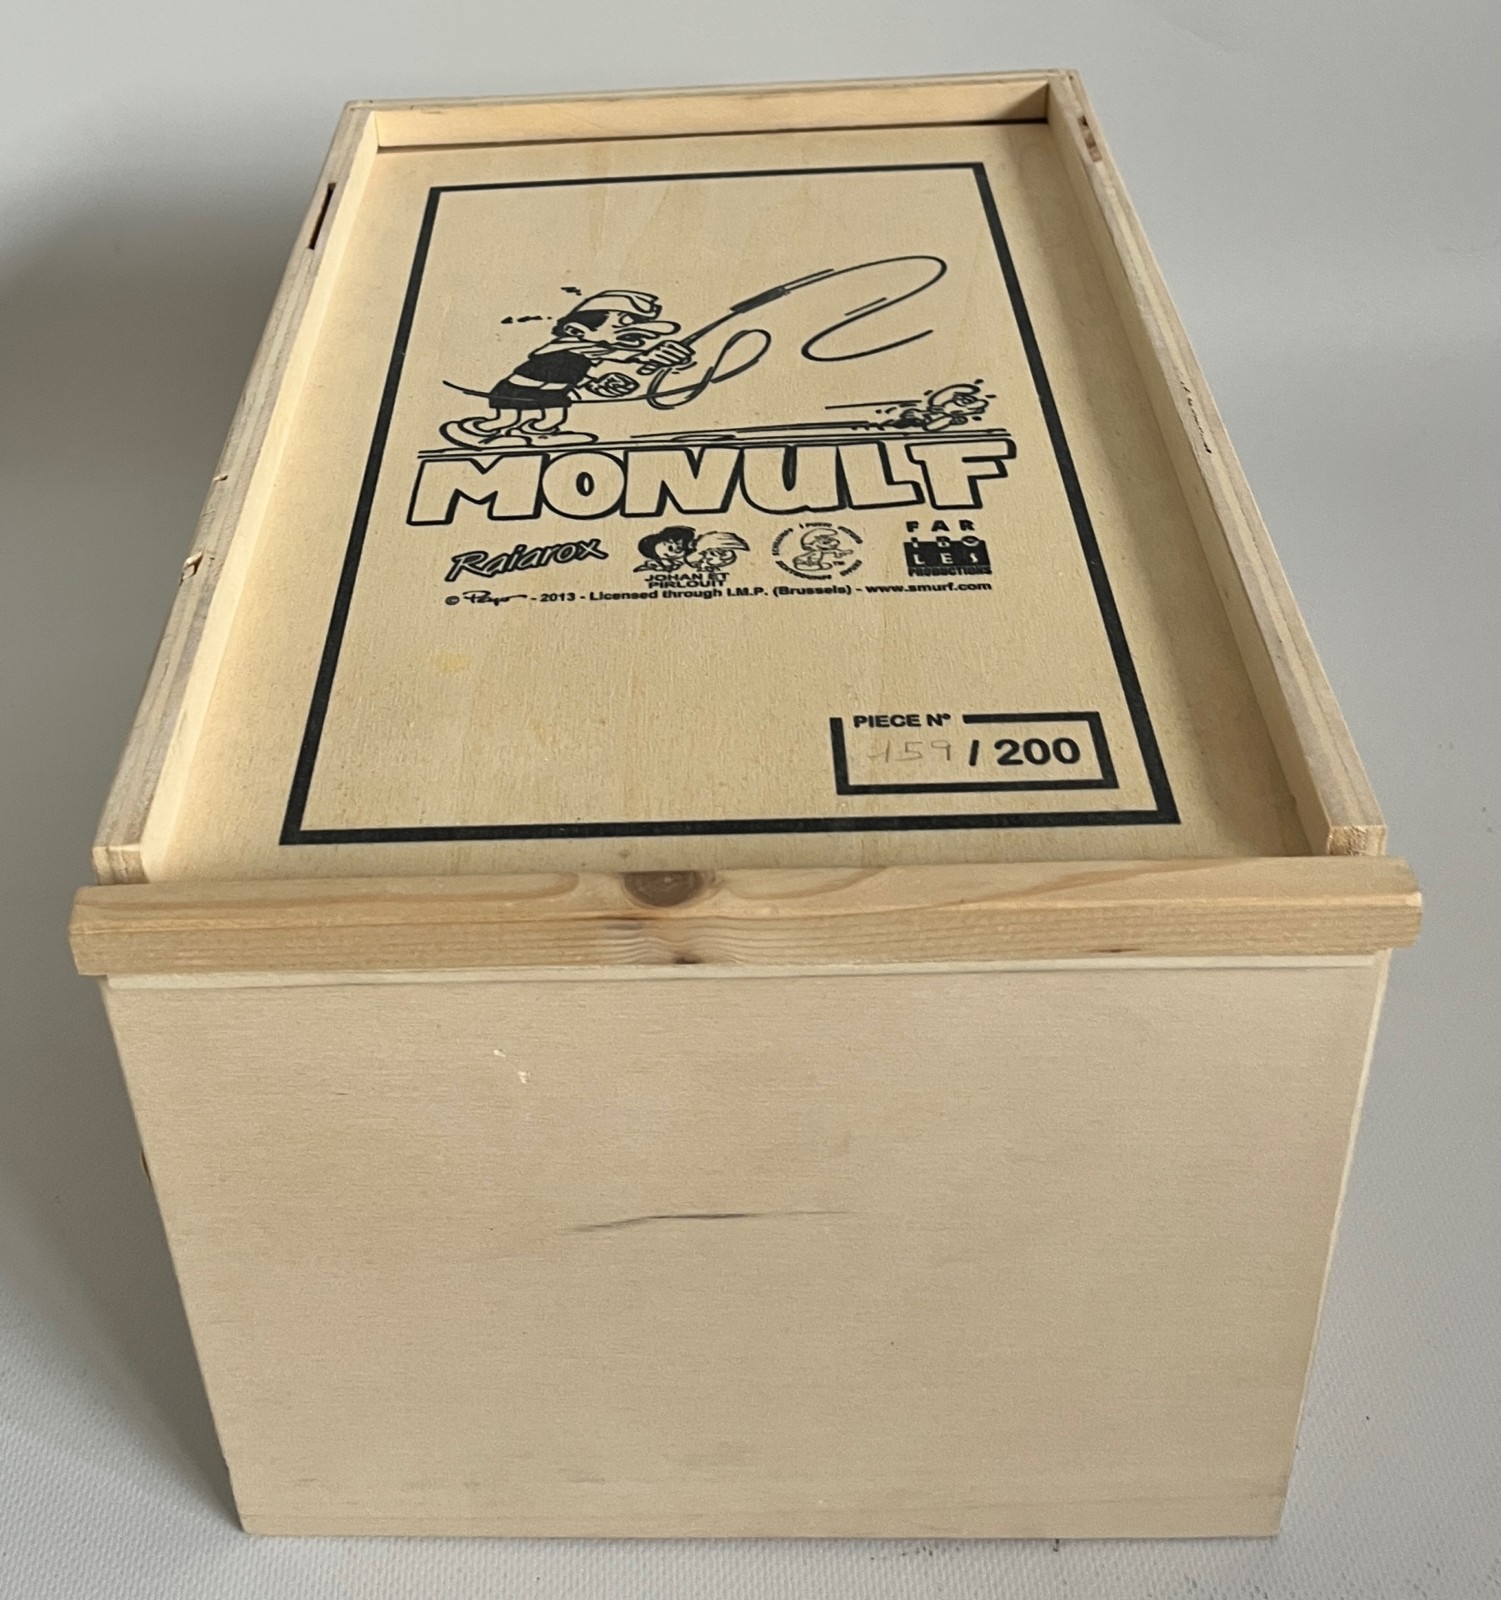 MONULF
Raiarox
JOHAN ET
PIRLOUIT
FAR
IDO
LES
PRODUCTIONS
© Peyo - 2013 - Licensed through I.M.P. (Brussels) - www.smurf.com
PIECE N°
159 / 200